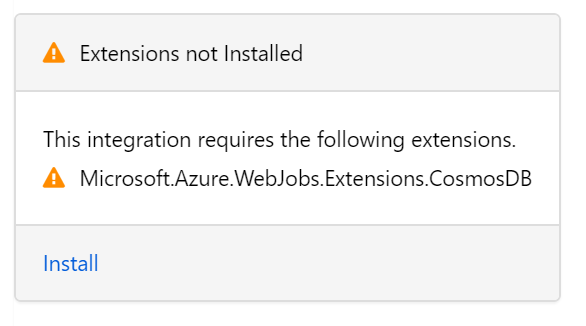 Extensions not Installed
This integration requires the following extensions.
Microsoft.Azure.WebJobs.Extensions.CosmosDB
Install